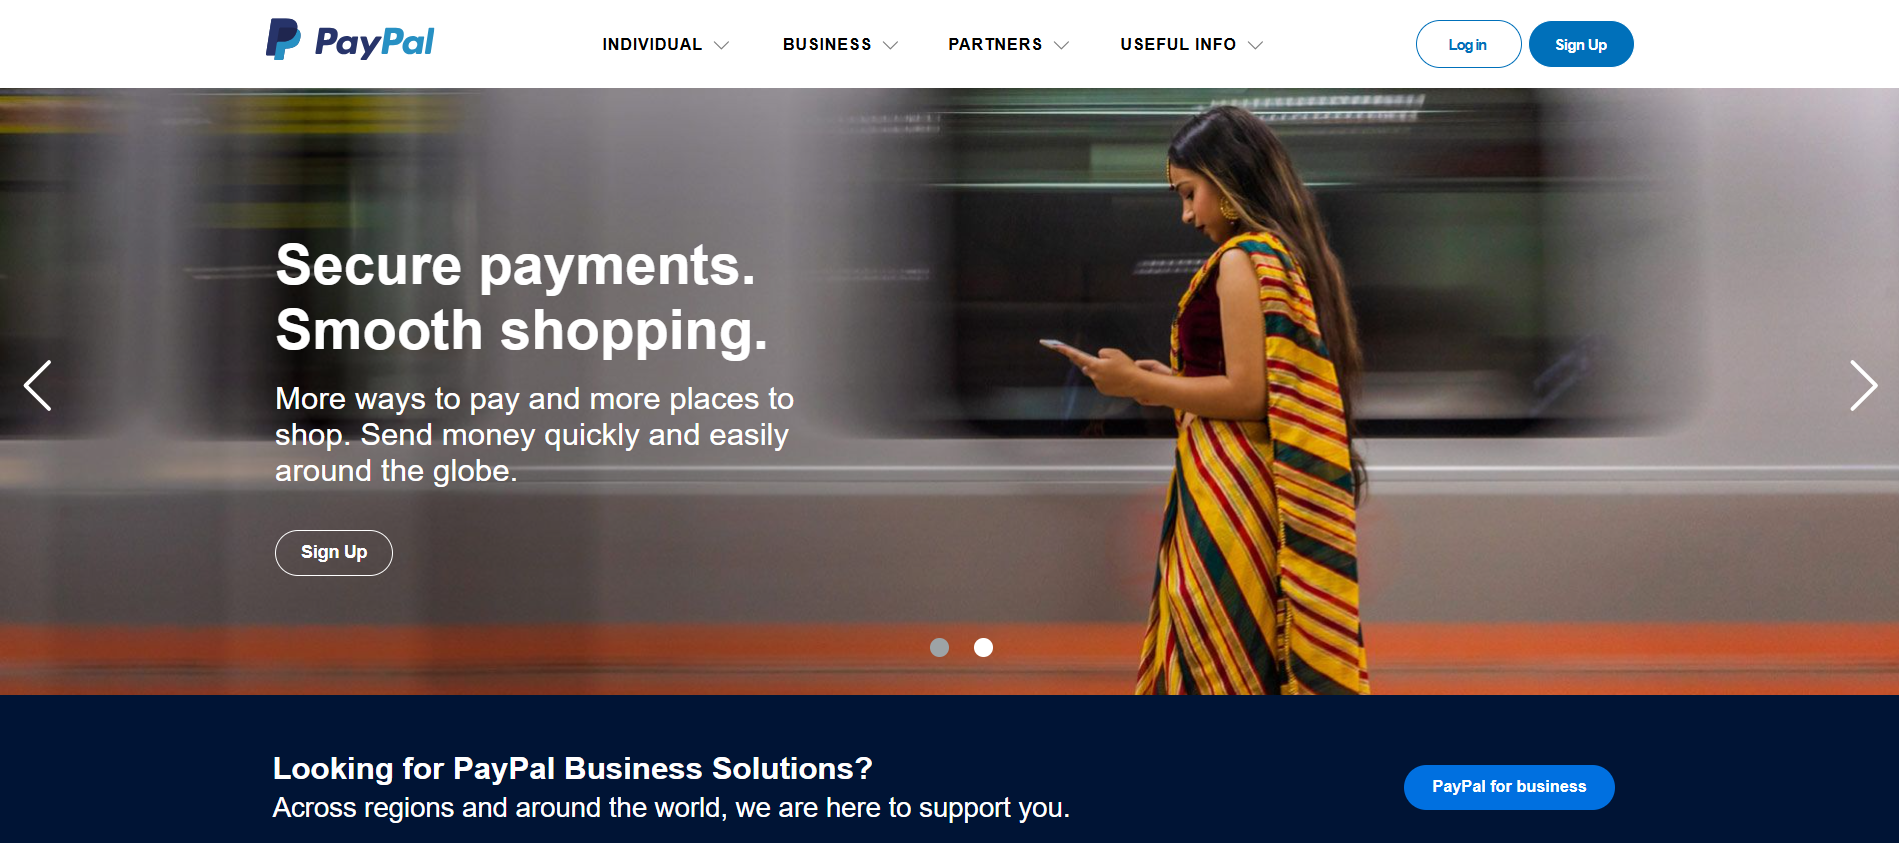 PayPal
INDIVIDUAL
BUSINESS
PARTNERS
USEFUL INFO
Log in
Sign Up
Secure payments.
Smooth shopping.
More ways to pay and more places to
shop. Send money quickly and easily
around the globe.
Sign Up
Looking for PayPal Business Solutions?
Across regions and around the world, we are here to support you.
PayPal for business